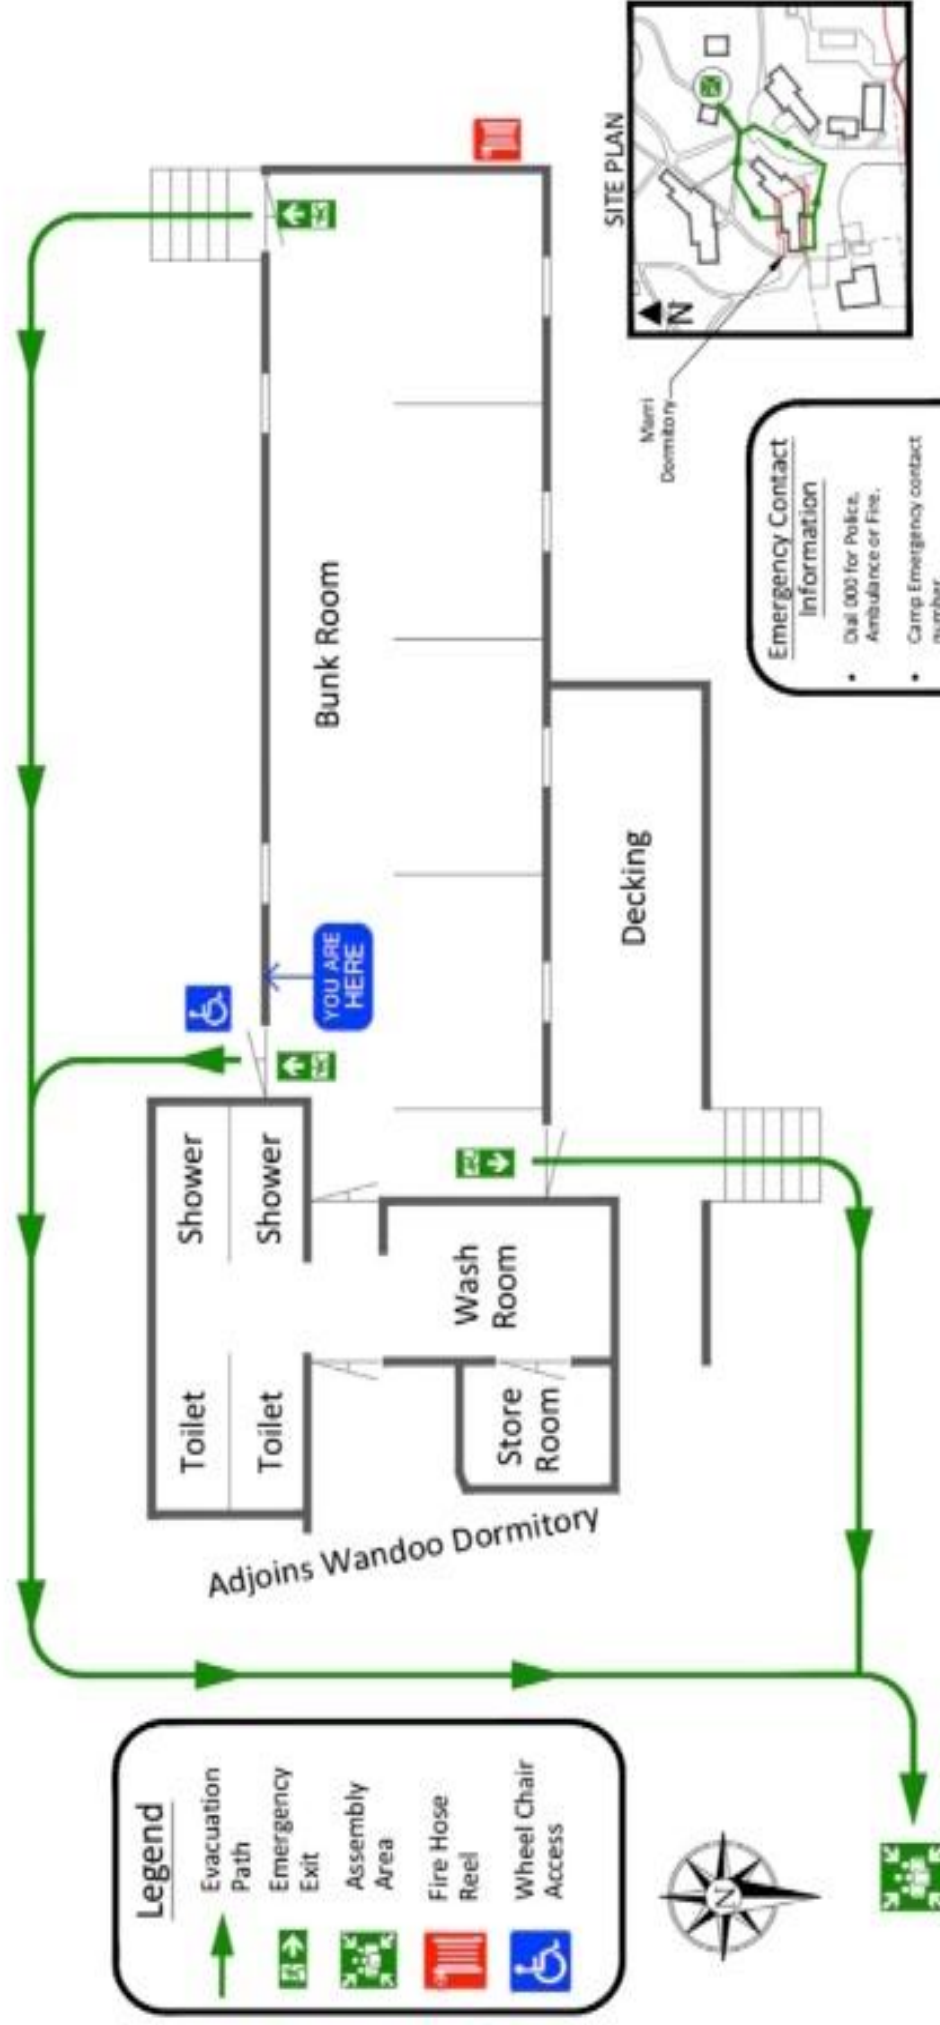 Legend
Evacuation
Path
Emergency
Exit
Assembly
Area
Fire Hose
Reel
Wheel Chair
Access
N
Adjoins Wandoo Dormitory
Toilet
Toilet
Shower
Shower
Wash
Room
Store
Room
YOU ARE
HERE
Bunk Room
Decking
Marri
Dormitory
SITE PLAN
N
Emergency Contact
Information
• Dial 000 for Police,
Ambulance or Fire.
• Camp Emergency contact
number